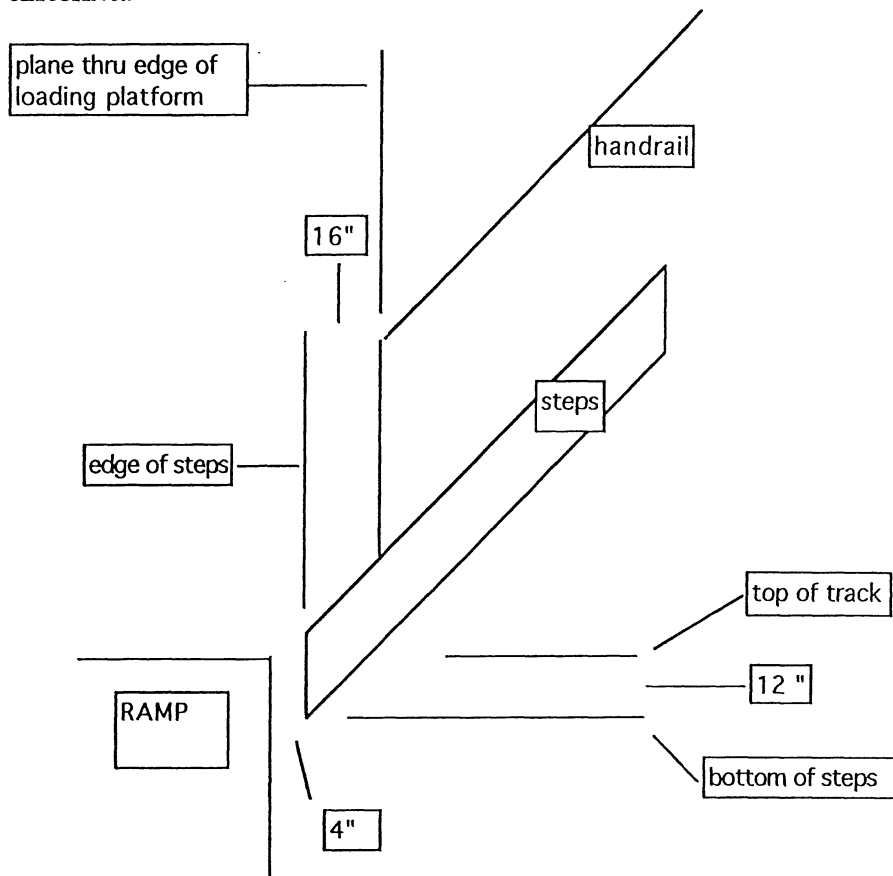 plane thru edge of
loading platform
handrail
16"
steps
edge of steps
top of track
12 "
RAMP
bottom of steps
4"